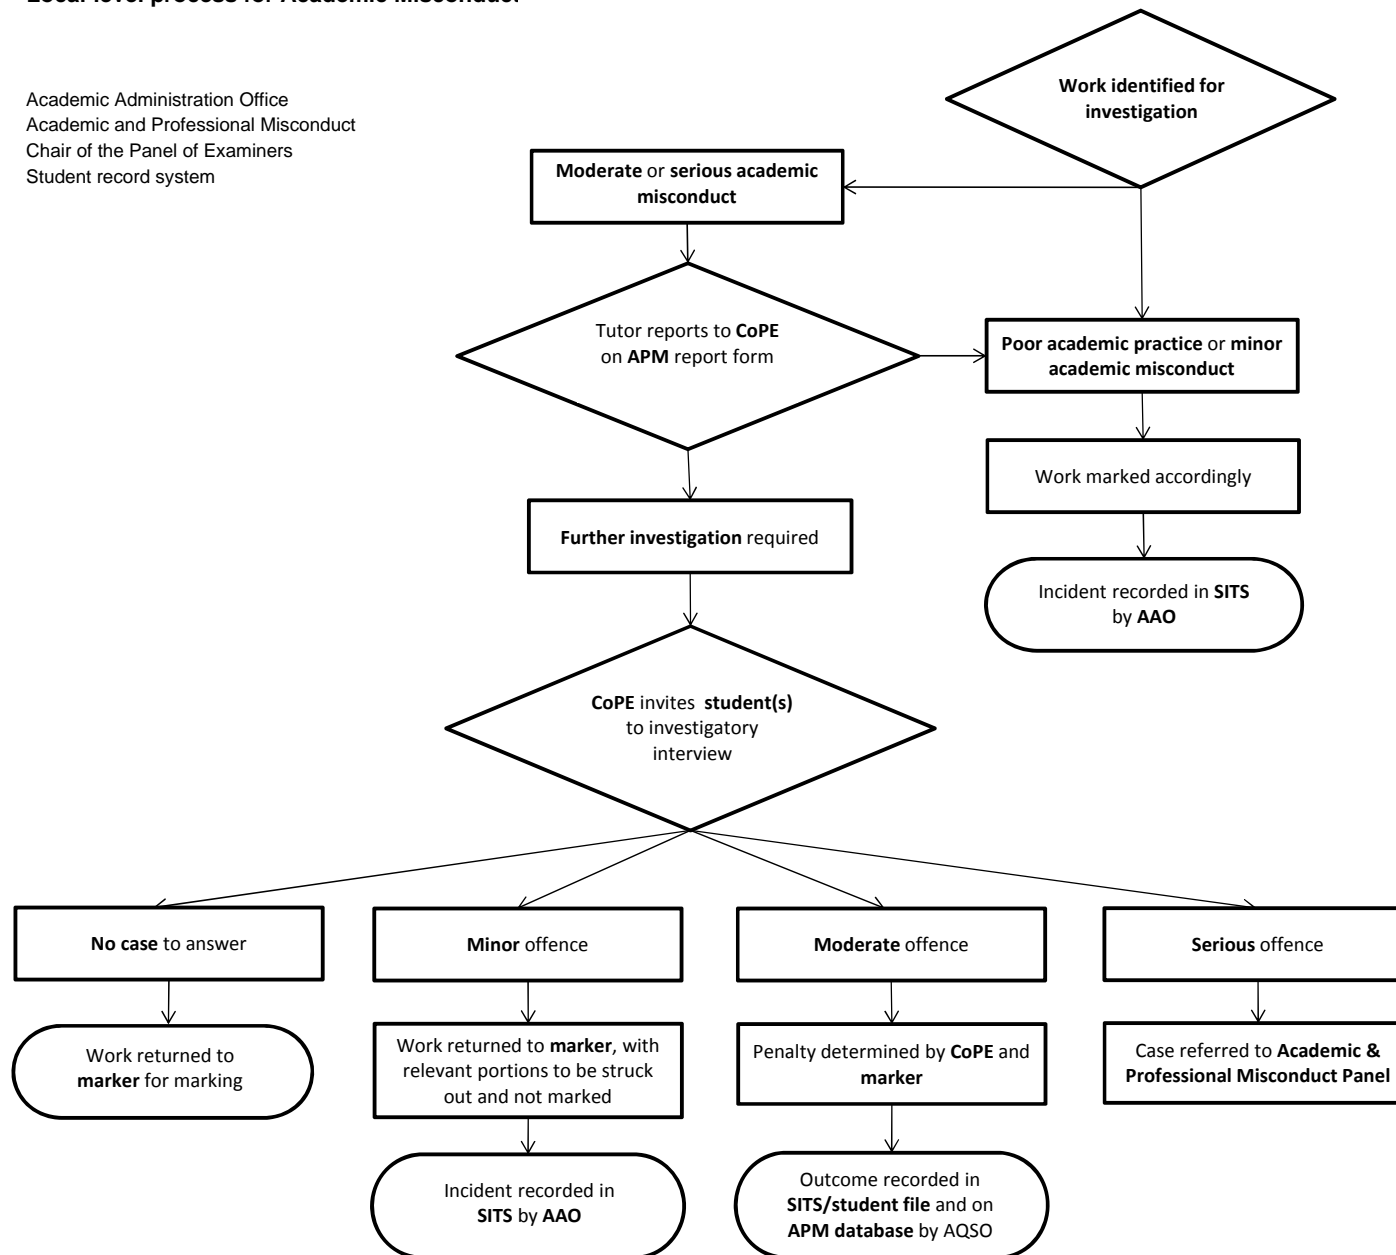 Local level process for Academic Misconduct
Academic Administration Office
Academic and Professional Misconduct
Chair of the Panel of Examiners
Student record system
Work identified for
investigation
Moderate or serious academic
misconduct
Tutor reports to CoPE
on APM report form
Poor academic practice or minor
academic misconduct
Work marked accordingly
Further investigation required
Incident recorded in SITS
by AAO
CoPE invites student(s)
to investigatory
interview
No case to answer
Minor offence
Moderate offence
Serious offence
Work returned to
marker for marking
Work returned to marker, with
relevant portions to be struck
out and not marked
Penalty determined by CoPE and
marker
Case referred to Academic &
Professional Misconduct Panel
Incident recorded in
SITS by AAO
Outcome recorded in
SITS/student file and on
APM database by AQSO